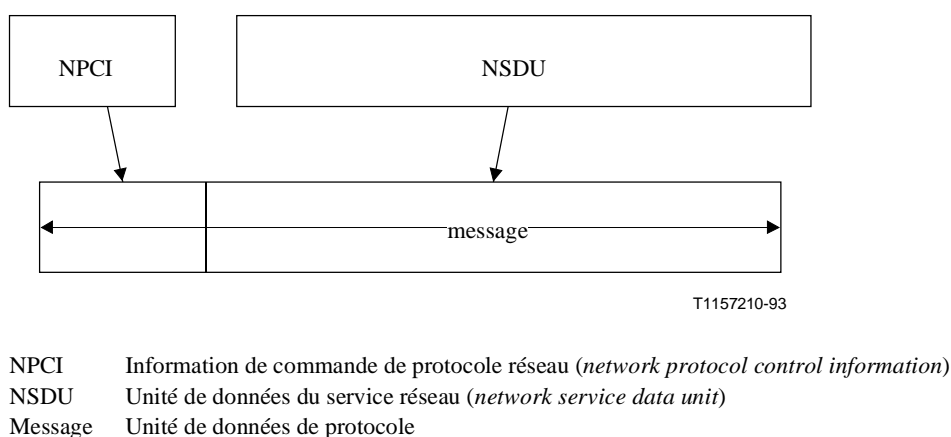 NPCI
NSDU
message
T1157210-93
NPCI Information de commande de protocole réseau (network protocol control information)
NSDU Unité de données du service réseau (network service data unit)
Message Unité de données de protocole